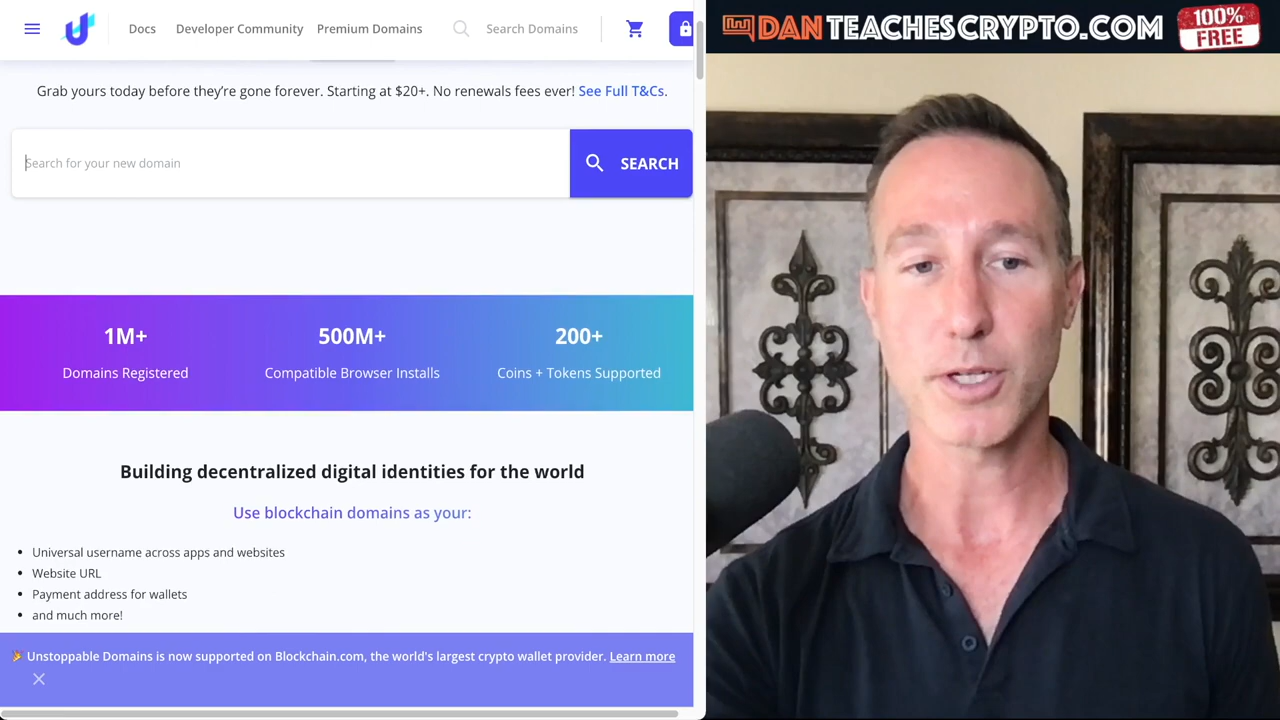 Docs
Developer Community
Premium Domains
Search Domains
Grab yours today before they’re gone forever. Starting at $20+. No renewals fees ever! See Full T&Cs.
Search for your new domain
SEARCH
1M+
Domains Registered
500M+
Compatible Browser Installs
200+
Coins + Tokens Supported
Building decentralized digital identities for the world
Use blockchain domains as your:
Universal username across apps and websites
Website URL
Payment address for wallets
and much more!
🎉 Unstoppable Domains is now supported on Blockchain.com, the world's largest crypto wallet provider. Learn more
DANTEACHESCRYPTO.COM
100%
FREE